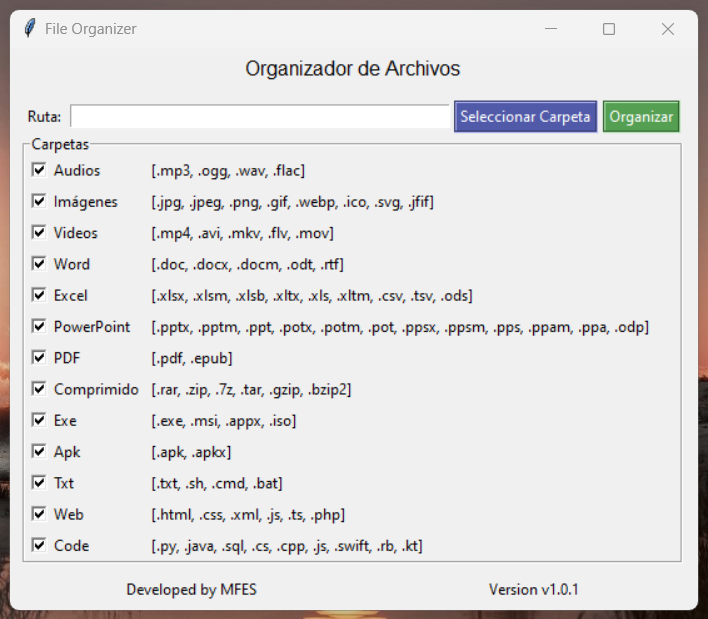 File Organizer
Organizador de Archivos
Ruta: Seleccionar Carpeta Organizar
Carpetas
Audios [.mp3, .ogg, .wav, .flac]
Imágenes [.jpg, .jpeg, .png, .gif, .webp, .ico, .svg, .jfif]
Videos [.mp4, .avi, .mkv, .flv, .mov]
Word [.doc, .docx, .docm, .odt, .rtf]
Excel [.xlsx, .xlsm, .xlsb, .xltx, .xls, .xltm, .csv, .tsv, .ods]
PowerPoint [.pptx, .pptm, .ppt, .potx, .potm, .pot, .ppsx, .ppsm, .pps, .ppam, .ppa, .odp]
PDF [.pdf, .epub]
Comprimido [.rar, .zip, .7z, .tar, .gzip, .bzip2]
Exe [.exe, .msi, .appx, .iso]
Apk [.apk, .apkx]
Txt [.txt, .sh, .cmd, .bat]
Web [.html, .css, .xml, .js, .ts, .php]
Code [.py, .java, .sql, .cs, .cpp, .js, .swift, .rb, .kt]
Developed by MFES Version v1.0.1